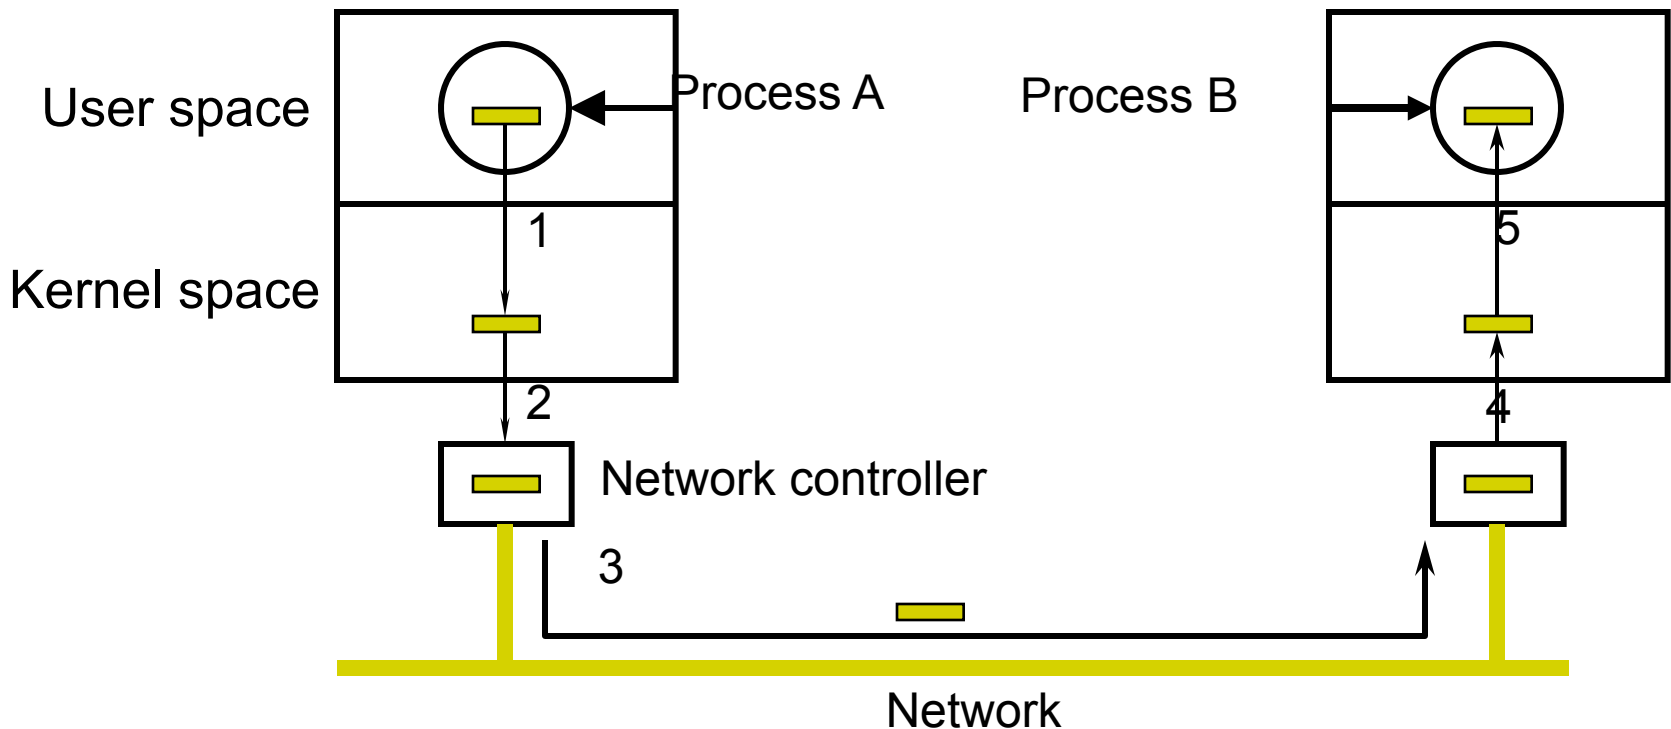 User space
Process A
Process B
1
5
Kernel space
2
4
Network controller
3
Network